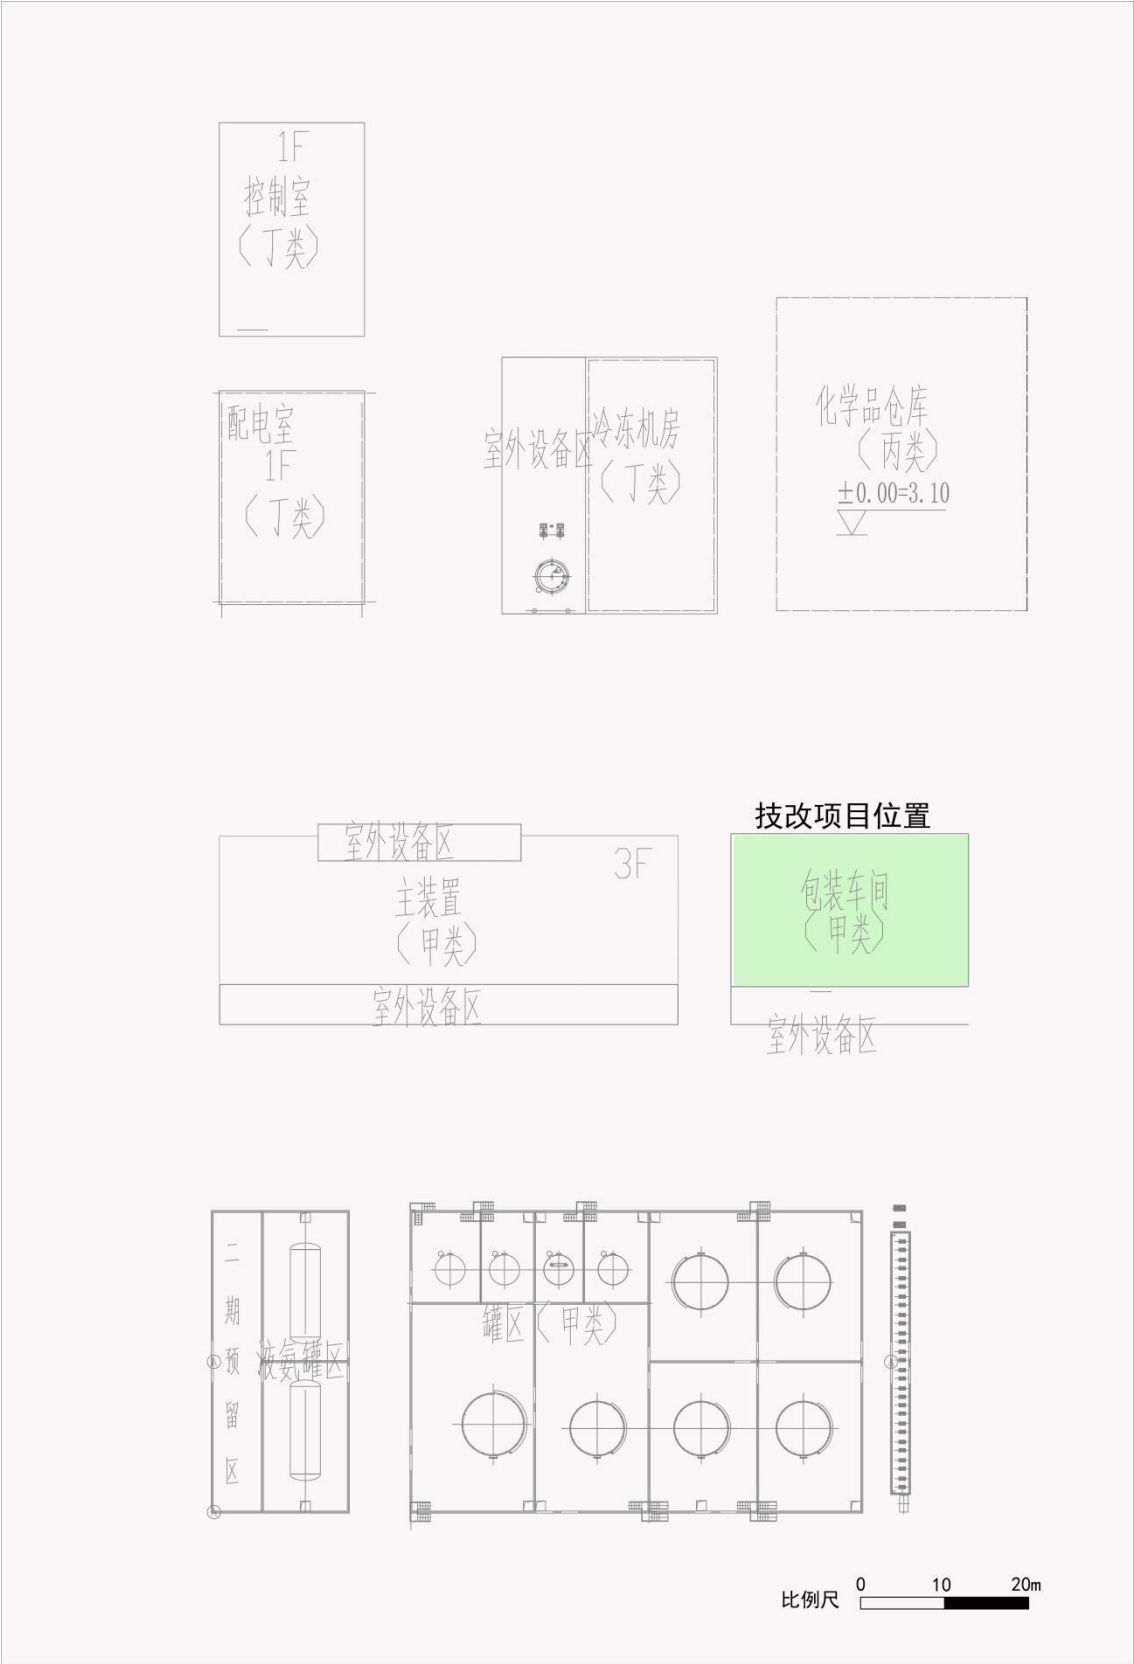 1F
控制室
（丁类）
配电室
1F
（丁类）
室外设备区
冷冻机房
（丁类）
化学品仓库
（丙类）
±0.00=3.10
室外设备区
3F
主装置
（甲类）
室外设备区
技改项目位置
包装车间
（甲类）
室外设备区
二期预留区
液氨罐区
罐区（甲类）
A
A
A
比例尺 0 10 20m